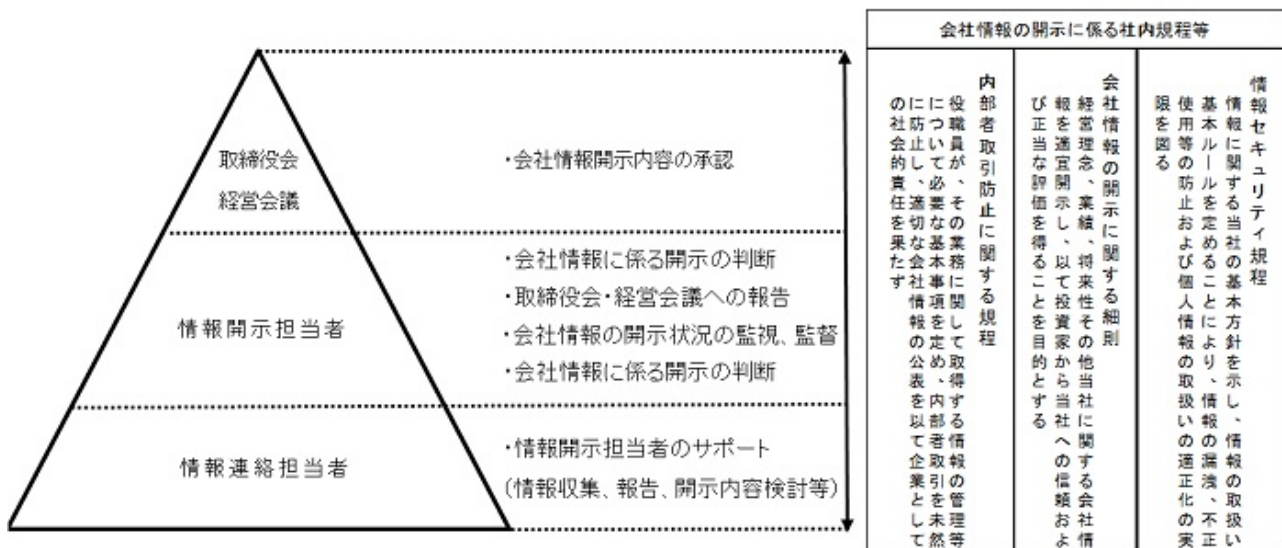 取締役会
経営会議
・会社情報開示内容の承認
情報開示担当者
・会社情報に係る開示の判断
・取締役会・経営会議への報告
・会社情報の開示状況の監視、監督
・会社情報に係る開示の判断
情報連絡担当者
・情報開示担当者のサポート
(情報収集、報告、開示内容検討等)
会社情報の開示に係る社内規程等
情報セキュリティ規程
情報に関する当社の基本方針を示し、情報の取扱い
基本ルールを定めることにより、情報の漏洩、不正
使用等の防止および個人情報の取扱いの適正化の実
限を図る
会社情報の開示に関する細則
経営理念、業績、将来性その他当社に関する会社情
報を適宜開示し、以て投資家から当社への信頼およ
び正当な評価を得ることを目的とする
内部者取引防止に関する規程
役職員が、その業務に関して取得する情報の管理等
について必要な基本事項を定め、内部者取引を未然
に防止し、適切な会社情報の公表を以て企業として
の社会的責任を果たす